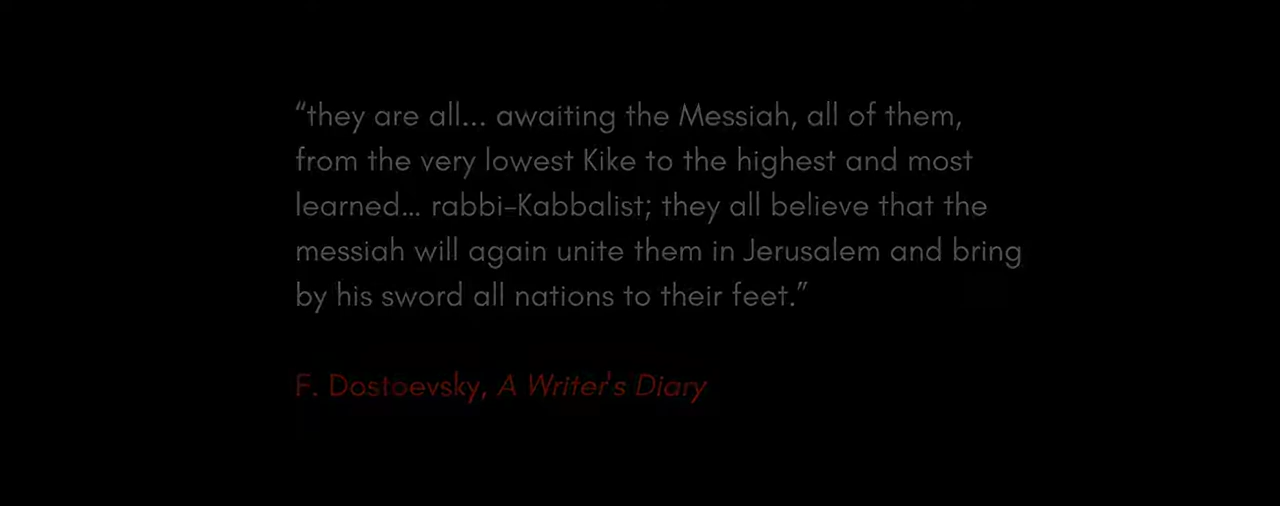 “they are all... awaiting the Messiah, all of them,
from the very lowest Kike to the highest and most
learned... rabbi-Kabbalist; they all believe that the
messiah will again unite them in Jerusalem and bring
by his sword all nations to their feet.”
F. Dostoevsky, A Writer's Diary